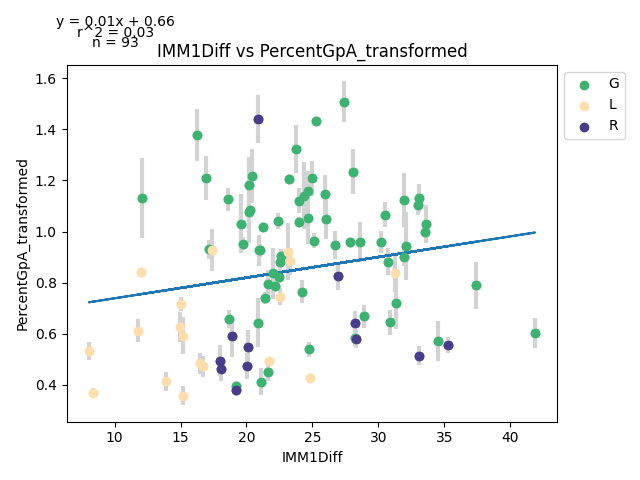 y = 0.01x + 0.66
r^2 = 0.03
n = 93
IMM1Diff vs PercentGpA_transformed
1.6
1.4
1.2
1.0
0.8
0.6
0.4
PercentGpA_transformed
10 15 20 25 30 35 40
IMM1Diff
G
L
R